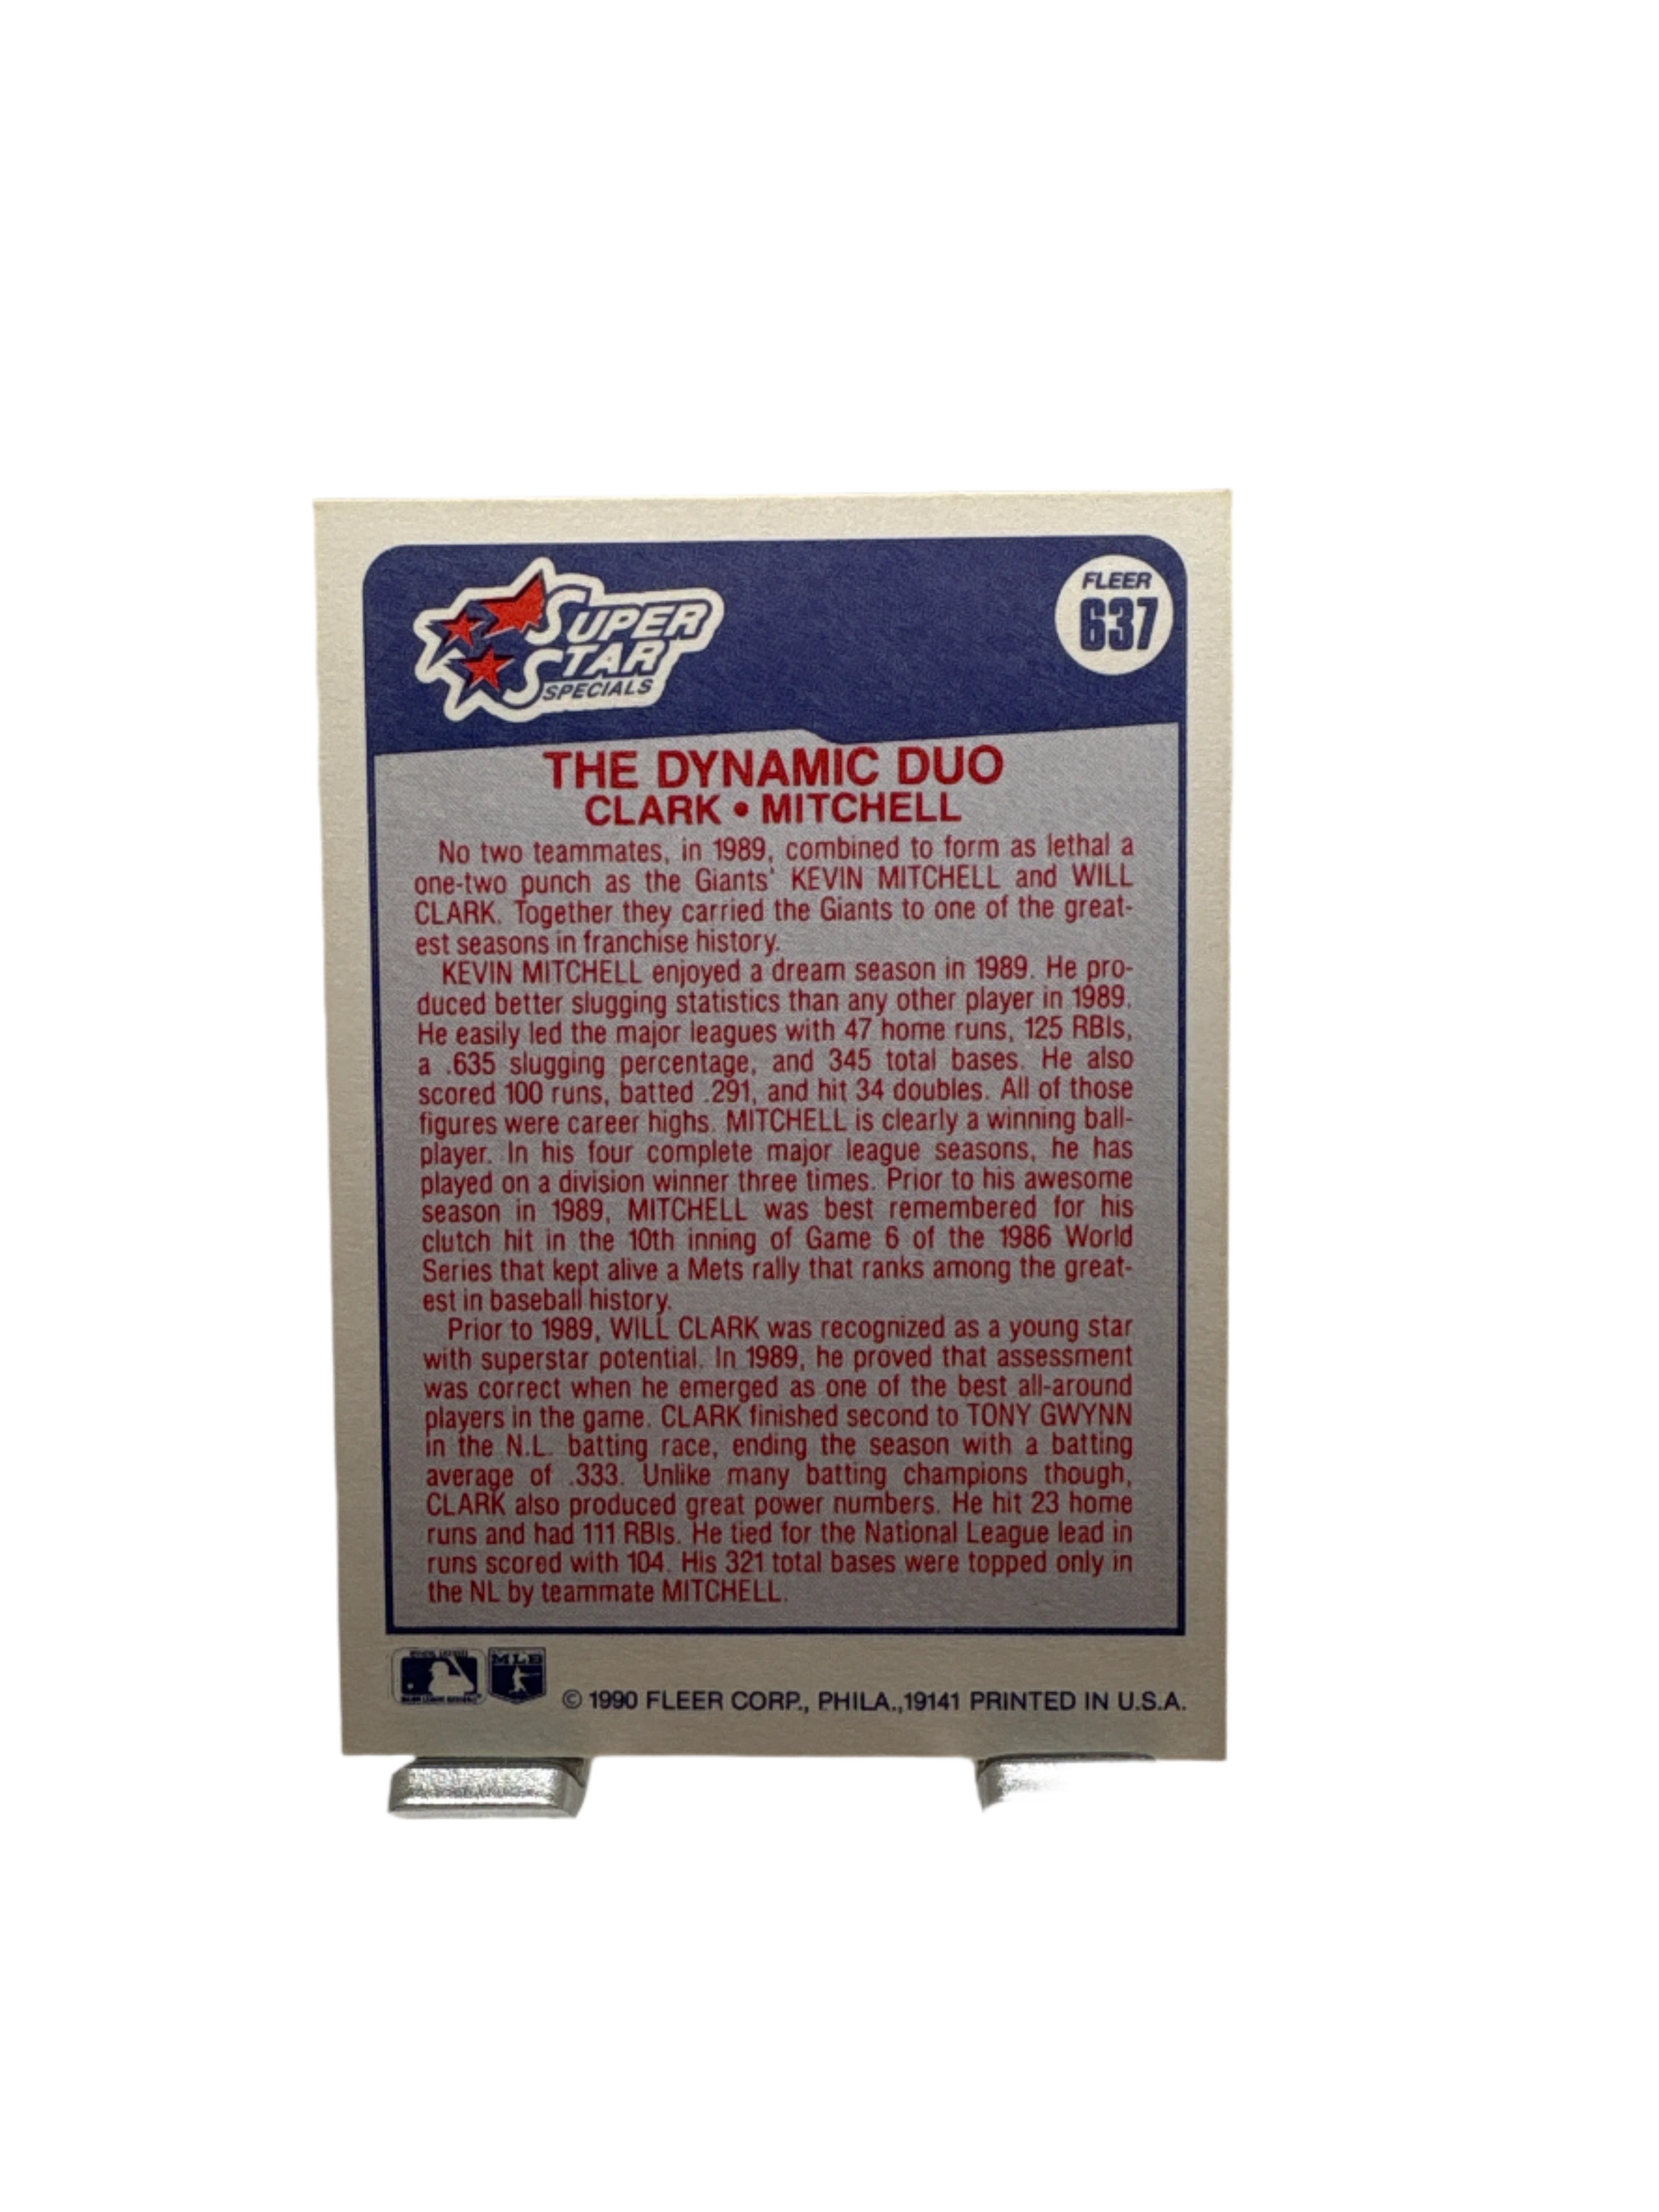 SUPER
STAR
SPECIALS
FLEER
637
THE DYNAMIC DUO
CLARK • MITCHELL
No two teammates, in 1989, combined to form as lethal a
one-two punch as the Giants' KEVIN MITCHELL and WILL
CLARK. Together they carried the Giants to one of the great-
est seasons in franchise history.
KEVIN MITCHELL enjoyed a dream season in 1989. He pro-
duced better slugging statistics than any other player in 1989.
He easily led the major leagues with 47 home runs, 125 RBIs,
a .635 slugging percentage, and 345 total bases. He also
scored 100 runs, batted .291, and hit 34 doubles. All of those
figures were career highs. MITCHELL is clearly a winning ball-
player. In his four complete major league seasons, he has
played on a division winner three times. Prior to his awesome
season in 1989, MITCHELL was best remembered for his
clutch hit in the 10th inning of Game 6 of the 1986 World
Series that kept alive a Mets rally that ranks among the great-
est in baseball history.
Prior to 1989, WILL CLARK was recognized as a young star
with superstar potential. In 1989, he proved that assessment
was correct when he emerged as one of the best all-around
players in the game. CLARK finished second to TONY GWYNN
in the N.L. batting race, ending the season with a batting
average of .333. Unlike many batting champions though,
CLARK also produced great power numbers. He hit 23 home
runs and had 111 RBIs. He tied for the National League lead in
runs scored with 104. His 321 total bases were topped only in
the NL by teammate MITCHELL.
MLB
© 1990 FLEER CORP., PHILA.,19141 PRINTED IN U.S.A.